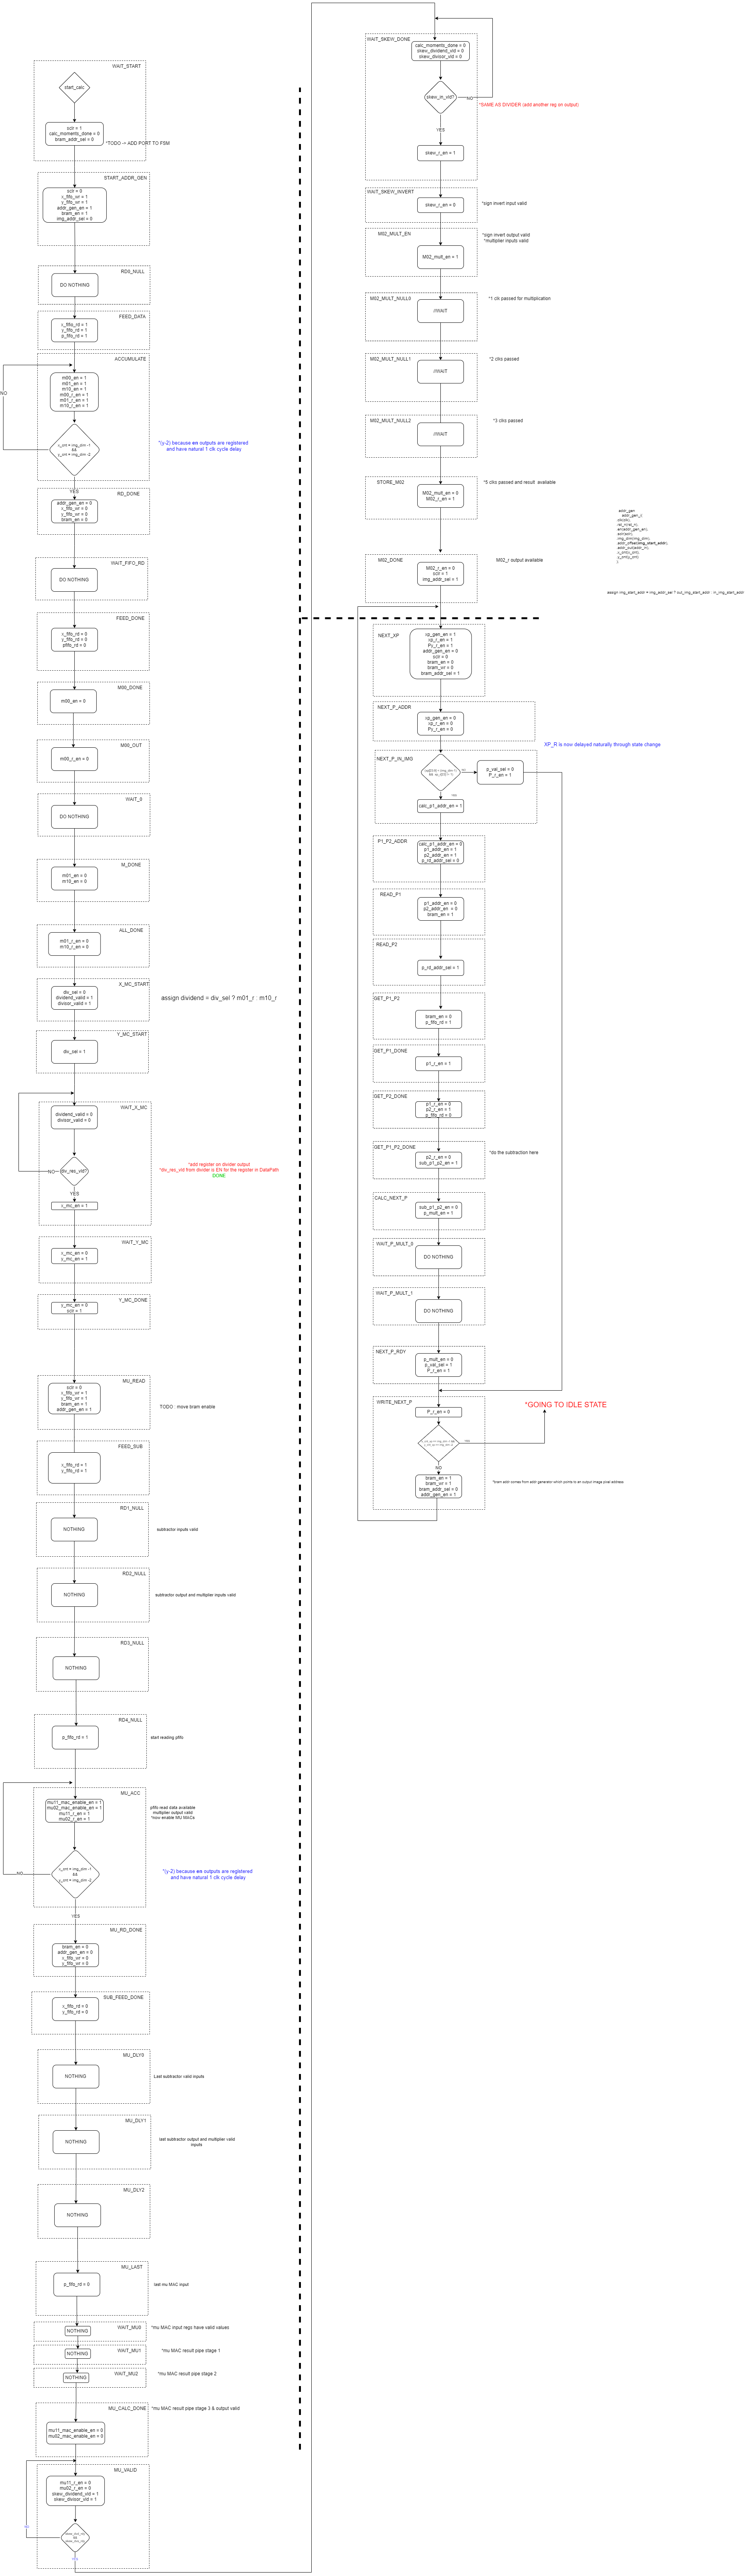 WAIT_START
start_calc
sclr = 1
calc_moments_done = 0
bram_addr_sel = 0
*TODO -> ADD PORT TO FSM
START_ADDR_GEN
sclr = 0
x_fifo_wr = 1
y_fifo_wr = 1
addr_gen_en = 1
bram_en = 1
img_addr_sel = 0
RD0_NULL
DO NOTHING
FEED_DATA
x_fifo_rd = 1
y_fifo_rd = 1
p_fifo_rd = 1
ACCUMULATE
NO
m00_en = 1
m01_en = 1
m10_en = 1
m00_r_en = 1
m01_r_en = 1
m10_r_en = 1
x_cnt = img_dim -1
&&
y_cnt = img_dim -2
*(y-2) because en outputs are registered
and have natural 1 clk cycle delay
YES
RD_DONE
addr_gen_en = 0
x_fifo_wr = 0
y_fifo_wr = 0
bram_en = 0
WAIT_FIFO_RD
DO NOTHING
FEED_DONE
x_fifo_rd = 0
y_fifo_rd = 0
pfifo_rd = 0
M00_DONE
m00_en = 0
M00_OUT
m00_r_en = 0
WAIT_0
DO NOTHING
M_DONE
m01_en = 0
m10_en = 0
ALL_DONE
m01_r_en = 0
m10_r_en = 0
X_MC_START
div_sel = 0
dividend_valid = 1
divisor_valid = 1
assign dividend = div_sel ? m01_r : m10_r
Y_MC_START
div_sel = 1
WAIT_X_MC
dividend_valid = 0
divisor_valid = 0
NO
div_res_vld?
*add register on divider output
*div_res_vld from divider is EN for the register in DataPath
DONE
YES
x_mc_en = 1
WAIT_Y_MC
x_mc_en = 0
y_mc_en = 1
Y_MC_DONE
y_mc_en = 0
sclr = 1
MU_READ
sclr = 0
x_fifo_wr = 1
y_fifo_wr = 1
bram_en = 1
addr_gen_en = 1
TODO : move bram enable
FEED_SUB
x_fifo_rd = 1
y_fifo_rd = 1
RD1_NULL
NOTHING
subtractor inputs valid
RD2_NULL
NOTHING
subtractor output and multiplier inputs valid
RD3_NULL
NOTHING
RD4_NULL
p_fifo_rd = 1
start reading pfifo
MU_ACC
mu11_mac_enable_en = 1
mu02_mac_enable_en = 1
mu11_r_en = 1
mu02_r_en = 1
pfifo read data available
multiplier output valid
*now enable MU MACs
NO
x_cnt = img_dim -1
&&
y_cnt = img_dim -2
*(y-2) because en outputs are registered
and have natural 1 clk cycle delay
YES
MU_RD_DONE
bram_en = 0
addr_gen_en = 0
x_fifo_wr = 0
y_fifo_wr = 0
SUB_FEED_DONE
x_fifo_rd = 0
y_fifo_rd = 0
MU_DLY0
NOTHING
Last subtractor valid inputs
MU_DLY1
NOTHING
last subtractor output and multiplier valid
inputs
MU_DLY2
NOTHING
MU_LAST
p_fifo_rd = 0
last mu MAC input
WAIT_MU0
NOTHING
*mu MAC input regs have valid values
WAIT_MU1
NOTHING
*mu MAC result pipe stage 1
WAIT_MU2
NOTHING
*mu MAC result pipe stage 2
MU_CALC_DONE
*mu MAC result pipe stage 3 & output valid
mu11_mac_enable_en = 0
mu02_mac_enable_en = 0
MU_VALID
mu11_r_en = 0
mu02_r_en = 0
skew_dividend_vld = 1
skew_divisor_vld = 1
WAIT_SKEW_DONE
calc_moments_done = 0
skew_dividend_vld = 0
skew_divisor_vld = 0
skew_in_vld?
NO
*SAME AS DIVIDER (add another reg on output)
YES
skew_r_en = 1
WAIT_SKEW_INVERT
skew_r_en = 0
*sign invert input valid
M02_MULT_EN
M02_mult_en = 1
*sign invert output valid
*multiplier inputs valid
M02_MULT_NULL0
//WAIT
*1 clk passed for multiplication
M02_MULT_NULL1
//WAIT
*2 clks passed
M02_MULT_NULL2
//WAIT
*3 clks passed
STORE_M02
M02_mult_en = 0
M02_r_en = 1
*5 clks passed and result available
M02_DONE
M02_r_en = 0
sclr = 1
img_addr_sel = 1
M02_r output available
NEXT_XP
xp_gen_en = 1
xp_r_en = 1
Py_r_en = 1
addr_gen_en = 0
sclr = 0
bram_en = 0
bram_wr = 0
bram_addr_sel = 1
NEXT_P_ADDR
xp_gen_en = 0
xp_r_en = 0
Py_r_en = 0
XP_R is now delayed naturally through state change
NEXT_P_IN_IMG
p_val_sel = 0
P_r_en = 1
calc_p1_addr_en = 1
P1_P2_ADDR
calc_p1_addr_en = 0
p1_addr_en = 1
p2_addr_en = 1
p_rd_addr_sel = 0
READ_P1
p1_addr_en = 0
p2_addr_en = 0
bram_en = 1
READ_P2
p_rd_addr_sel = 1
GET_P1_P2
bram_en = 0
p_fifo_rd = 1
GET_P1_DONE
p1_r_en = 1
GET_P2_DONE
p1_r_en = 0
p2_r_en = 1
p_fifo_rd = 0
GET_P1_P2_DONE
p2_r_en = 0
sub_p1_p2_en = 1
*do the subtraction here
CALC_NEXT_P
sub_p1_p2_en = 0
p_mult_en = 1
WAIT_P_MULT_0
DO NOTHING
WAIT_P_MULT_1
DO NOTHING
NEXT_P_RDY
p_mult_en = 0
p_val_sel = 1
P_r_en = 1
WRITE_NEXT_P
P_r_en = 0
*GOING TO IDLE STATE
NO
bram_en = 1
bram_wr = 1
bram_addr_sel = 0
addr_gen_en = 1
*bram addr comes from addr generator which points to an output image pixel address
addr_gen
addr_gen_i(
.clk(clk),
.rst_n(rst_n),
.en(addr_gen_en),
.sclr(sclr),
.img_dim(img_dim),
.addr_offset(img_start_addr),
.addr_out(addr_in),
.x_cnt(x_cnt),
.y_cnt(y_cnt)
);
assign img_start_addr = img_addr_sel ? out_img_start_addr : in_img_start_addr